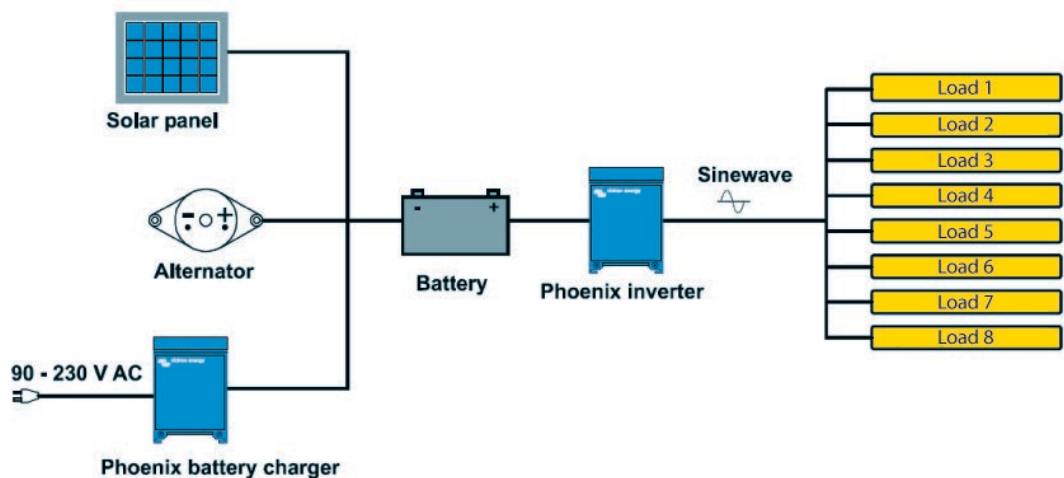 Solar panel
Alternator
90 - 230 V AC
Phoenix battery charger
- +
Battery
Phoenix inverter
Sinewave
Load 1
Load 2
Load 3
Load 4
Load 5
Load 6
Load 7
Load 8